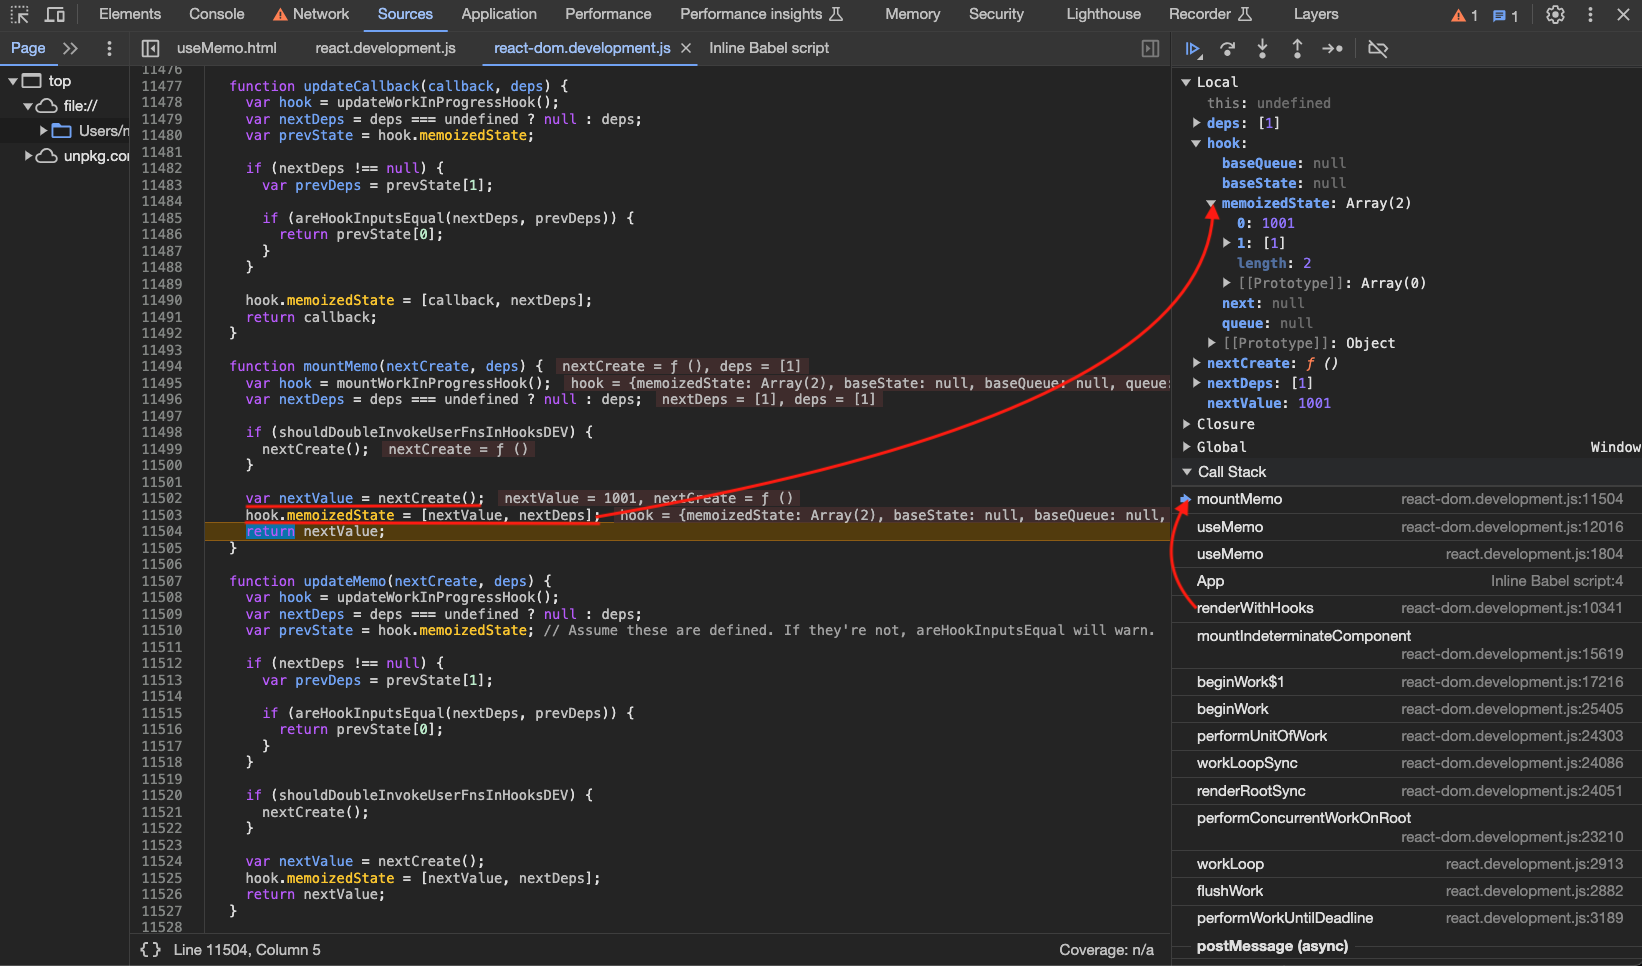 Elements Console Network Sources Application Performance Performance insights Memory Security Lighthouse Recorder Layers 1 1
Page useMemo.html react.development.js react-dom.development.js Inline Babel script
top
file://
Users/
unpkg.co
11476
11477 function updateCallback(callback, deps) {
11478 var hook = updateWorkInProgressHook();
11479 var nextDeps = deps === undefined ? null : deps;
11480 var prevState = hook.memoizedState;
11481
11482 if (nextDeps !== null) {
11483 var prevDeps = prevState[1];
11484
11485 if (areHookInputsEqual(nextDeps, prevDeps)) {
11486 return prevState[0];
11487 }
11488 }
11489
11490 hook.memoizedState = [callback, nextDeps];
11491 return callback;
11492 }
11493
11494 function mountMemo(nextCreate, deps) { nextCreate = ƒ (), deps = [1]
11495 var hook = mountWorkInProgressHook(); hook = {memoizedState: Array(2), baseState: null, baseQueue: null, queue:
11496 var nextDeps = deps === undefined ? null : deps; nextDeps = [1], deps = [1]
11497
11498 if (shouldDoubleInvokeUserFnsInHooksDEV) {
11499 nextCreate(); nextCreate = ƒ ()
11500 }
11501
11502 var nextValue = nextCreate(); nextValue = 1001, nextCreate = ƒ ()
11503 hook.memoizedState = [nextValue, nextDeps]; hook = {memoizedState: Array(2), baseState: null, baseQueue: null,
11504 return nextValue;
11505 }
11506
11507 function updateMemo(nextCreate, deps) {
11508 var hook = updateWorkInProgressHook();
11509 var nextDeps = deps === undefined ? null : deps;
11510 var prevState = hook.memoizedState; // Assume these are defined. If they're not, areHookInputsEqual will warn.
11511
11512 if (nextDeps !== null) {
11513 var prevDeps = prevState[1];
11514
11515 if (areHookInputsEqual(nextDeps, prevDeps)) {
11516 return prevState[0];
11517 }
11518 }
11519
11520 if (shouldDoubleInvokeUserFnsInHooksDEV) {
11521 nextCreate();
11522 }
11523
11524 var nextValue = nextCreate();
11525 hook.memoizedState = [nextValue, nextDeps];
11526 return nextValue;
11527 }
11528
{} Line 11504, Column 5 Coverage: n/a
Local
this: undefined
deps: [1]
hook:
baseQueue: null
baseState: null
memoizedState: Array(2)
0: 1001
1: [1]
length: 2
[[Prototype]]: Array(0)
next: null
queue: null
[[Prototype]]: Object
nextCreate: ƒ ()
nextDeps: [1]
nextValue: 1001
Closure
Global Window
Call Stack
mountMemo react-dom.development.js:11504
useMemo react-dom.development.js:12016
useMemo react.development.js:1804
App Inline Babel script:4
renderWithHooks react-dom.development.js:10341
mountIndeterminateComponent
react-dom.development.js:15619
beginWork$1 react-dom.development.js:17216
beginWork react-dom.development.js:25405
performUnitOfWork react-dom.development.js:24303
workLoopSync react-dom.development.js:24086
renderRootSync react-dom.development.js:24051
performConcurrentWorkOnRoot
react-dom.development.js:23210
workLoop react.development.js:2913
flushWork react.development.js:2882
performWorkUntilDeadline react.development.js:3189
postMessage (async)